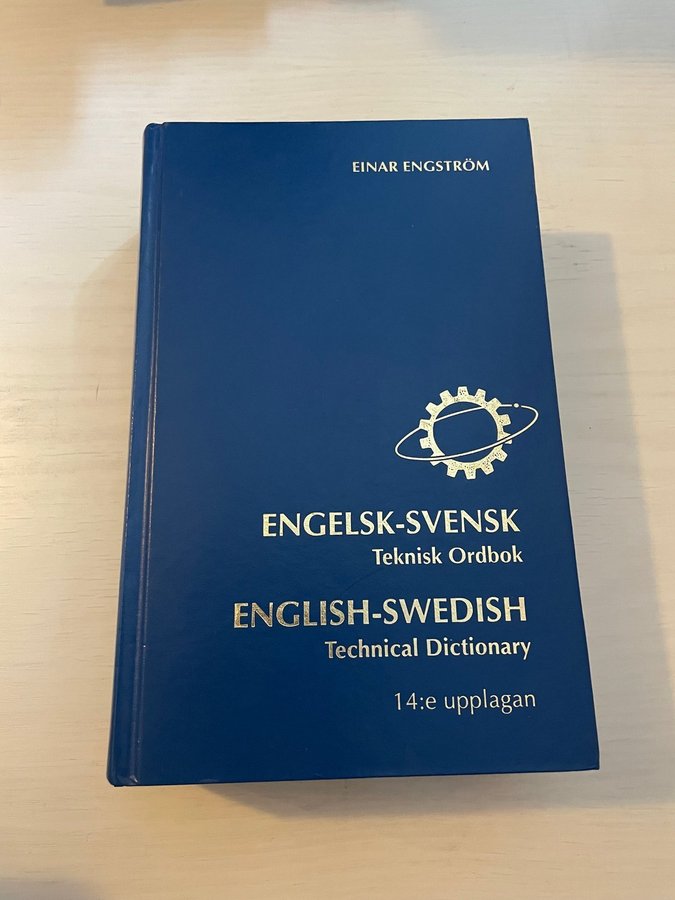 EINAR ENGSTRÖM
ENGELSK-SVENSK
Teknisk Ordbok
ENGLISH-SWEDISH
Technical Dictionary
14:e upplagan